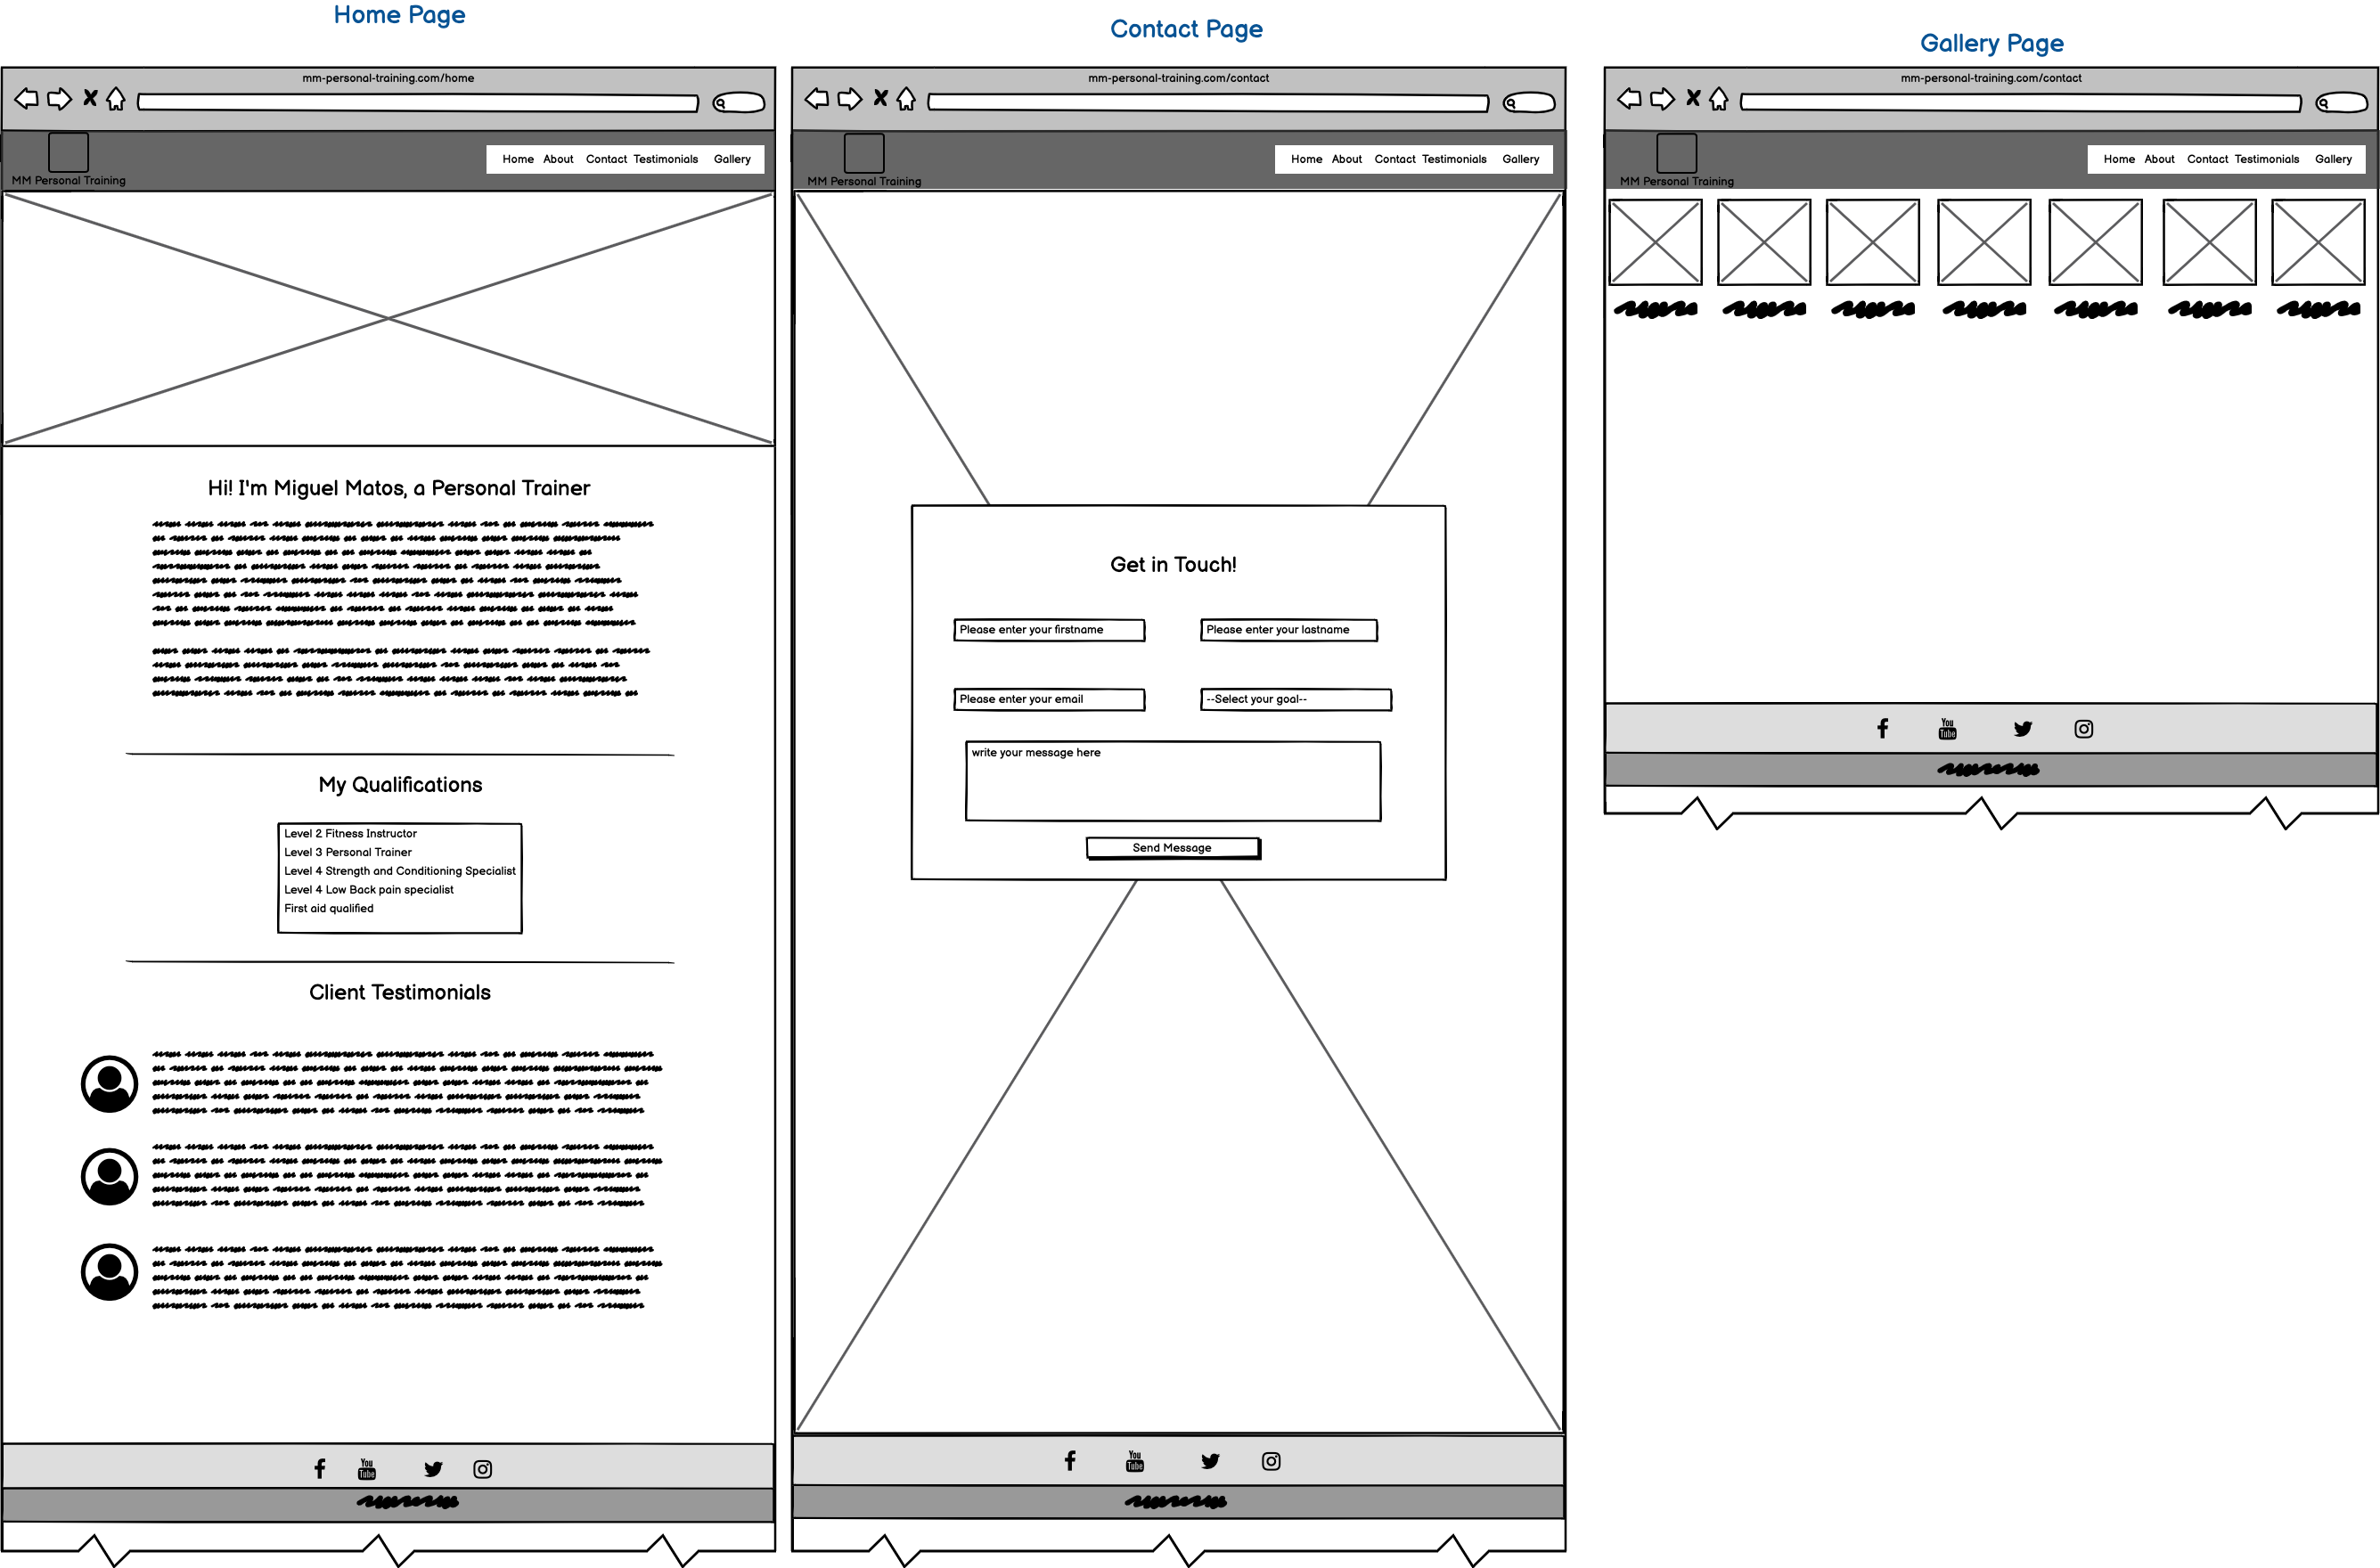 Home Page
mm-personal-training.com/home
Home About Contact Testimonials Gallery
MM Personal Training
Hi! I'm Miguel Matos, a Personal Trainer
My Qualifications
Level 2 Fitness Instructor
Level 3 Personal Trainer
Level 4 Strength and Conditioning Specialist
Level 4 Low Back pain specialist
First aid qualified
Client Testimonials
You
Tube
Contact Page
mm-personal-training.com/contact
Home About Contact Testimonials Gallery
MM Personal Training
Get in Touch!
Please enter your firstname
Please enter your lastname
Please enter your email
--Select your goal--
write your message here
Send Message
You
Tube
Gallery Page
mm-personal-training.com/contact
Home About Contact Testimonials Gallery
MM Personal Training
You
Tube